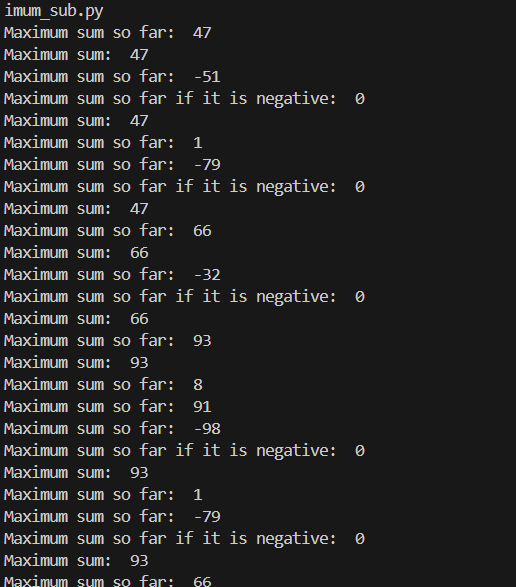 imum_sub.py
Maximum sum so far:  47
Maximum sum:  47
Maximum sum so far:  -51
Maximum sum so far if it is negative:  0
Maximum sum:  47
Maximum sum so far:  1
Maximum sum so far:  -79
Maximum sum so far if it is negative:  0
Maximum sum:  47
Maximum sum so far:  66
Maximum sum:  66
Maximum sum so far:  -32
Maximum sum so far if it is negative:  0
Maximum sum:  66
Maximum sum so far:  93
Maximum sum:  93
Maximum sum so far:  8
Maximum sum so far:  91
Maximum sum so far:  -98
Maximum sum so far if it is negative:  0
Maximum sum:  93
Maximum sum so far:  1
Maximum sum so far:  -79
Maximum sum so far if it is negative:  0
Maximum sum:  93
Maximum sum so far:  66